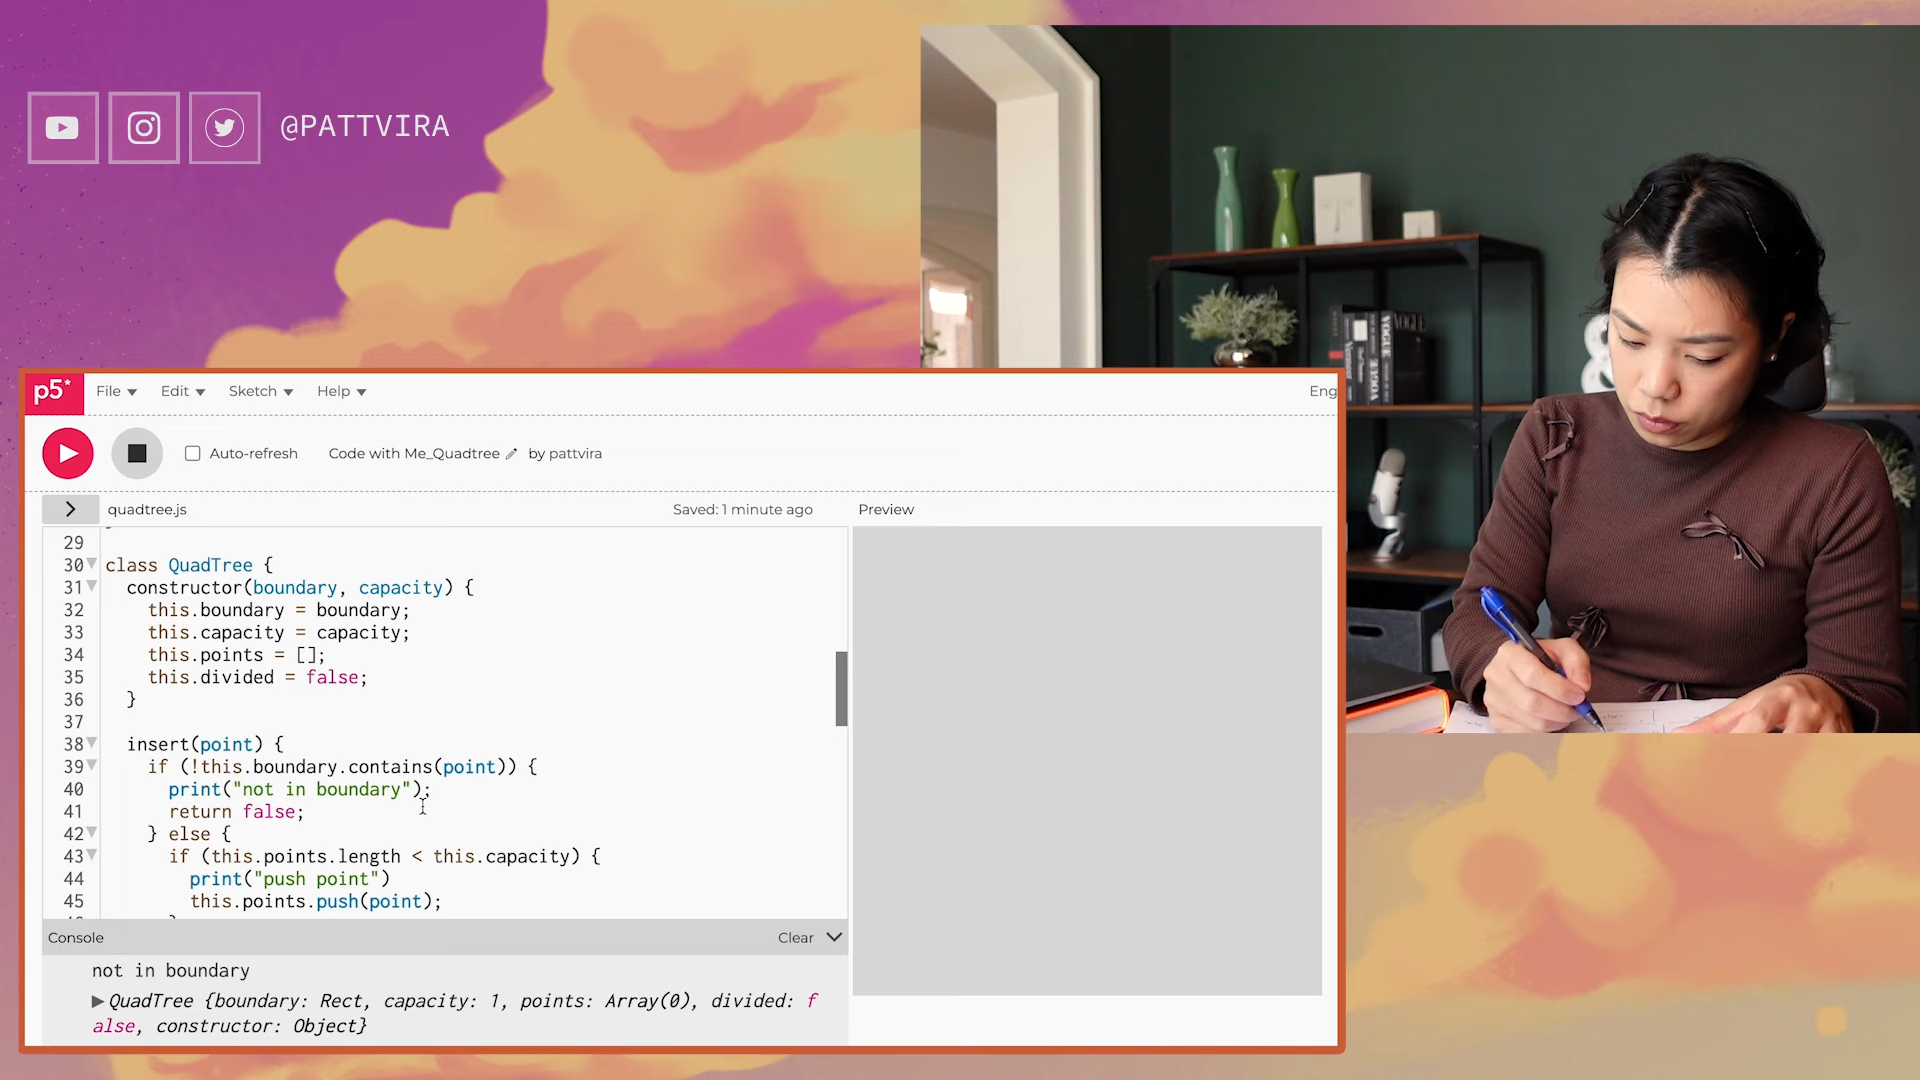 @PATTVIRA
p5* File Edit Sketch Help Eng
Auto-refresh Code with Me_Quadtree by pattvira
> quadtree.js Saved: 1 minute ago Preview
29
30 class QuadTree {
31 constructor(boundary, capacity) {
32 this.boundary = boundary;
33 this.capacity = capacity;
34 this.points = [];
35 this.divided = false;
36 }
37
38 insert(point) {
39 if (!this.boundary.contains(point)) {
40 print("not in boundary");
41 return false;
42 } else {
43 if (this.points.length < this.capacity) {
44 print("push point")
45 this.points.push(point);
Console Clear
not in boundary
▶QuadTree {boundary: Rect, capacity: 1, points: Array(0), divided: f
alse, constructor: Object}
VOGUE